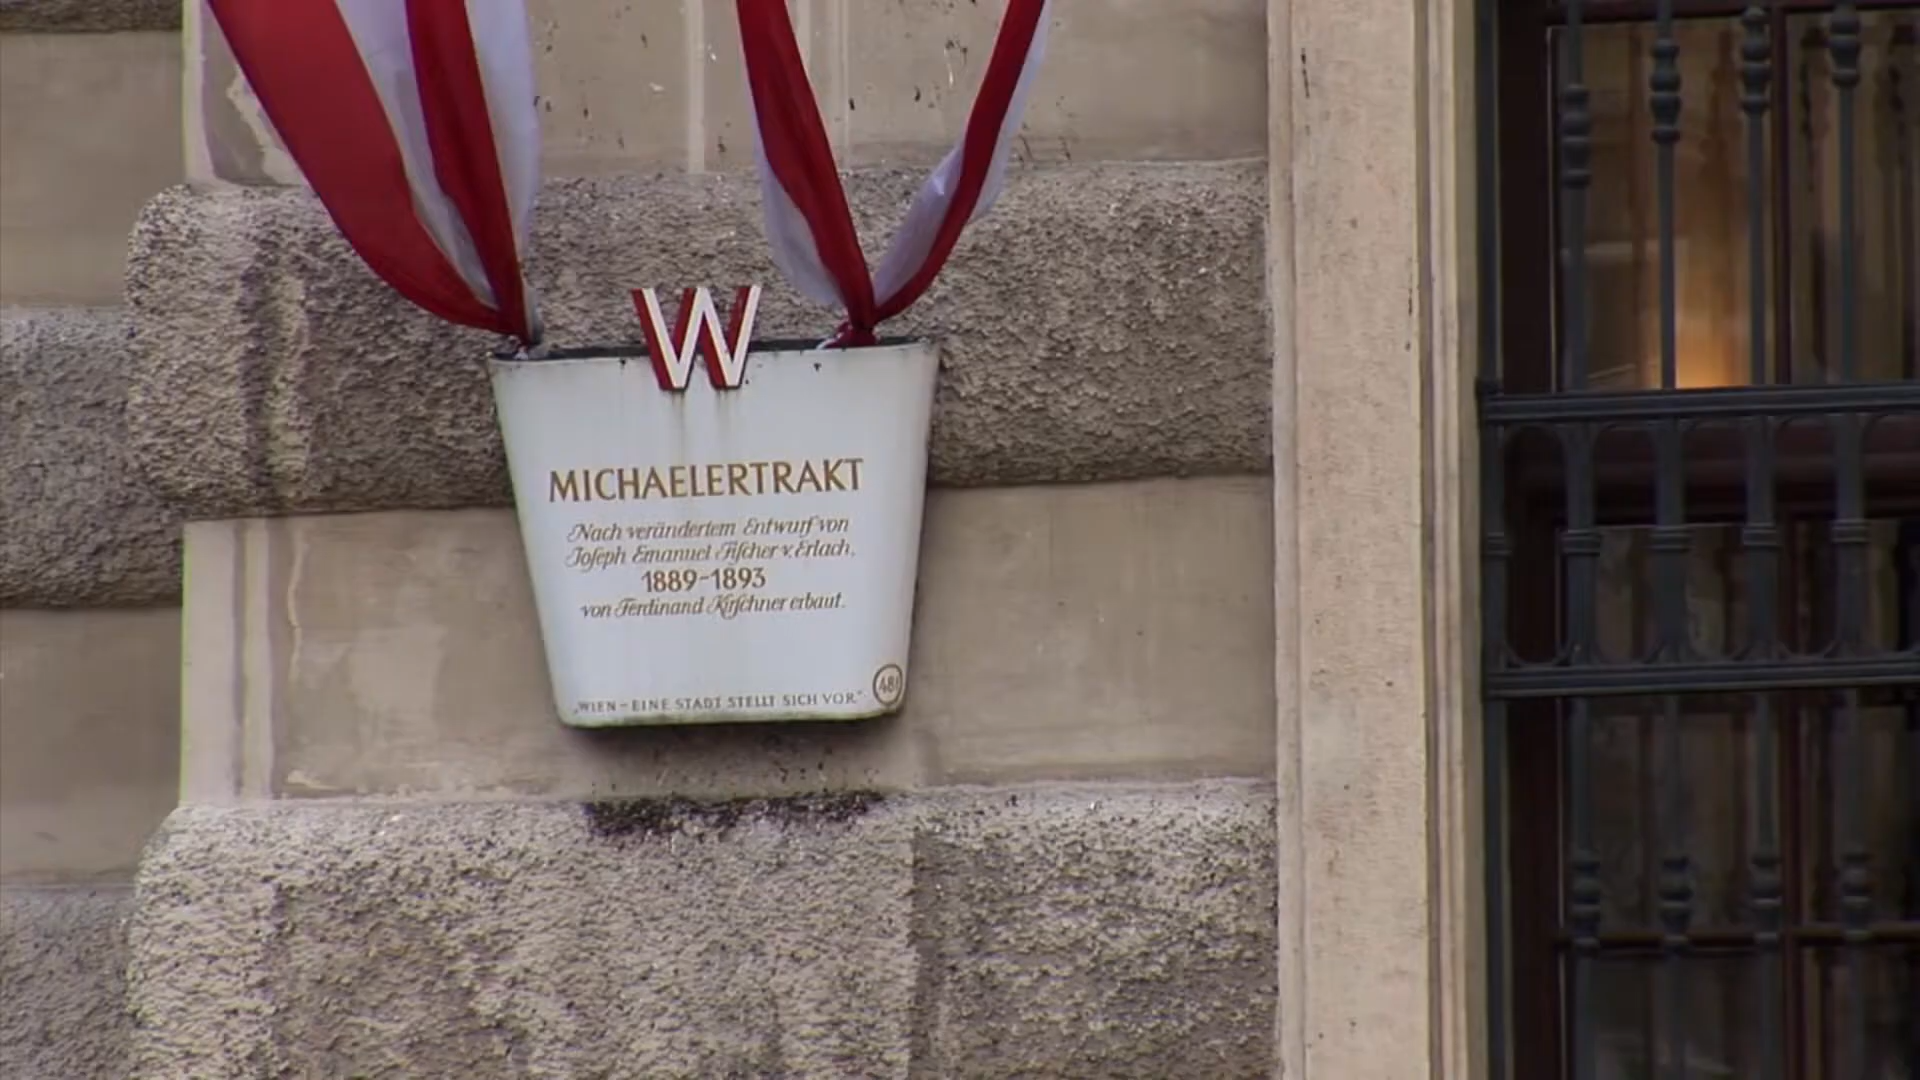 W
MICHAELERTRAKT
Nach verändertem Entwurf von
Joseph Emanuel Fischer v. Erlach,
1889-1893
von Ferdinand Kirschner erbaut.
„WIEN – EINE STADT STELLT SICH VOR“
48